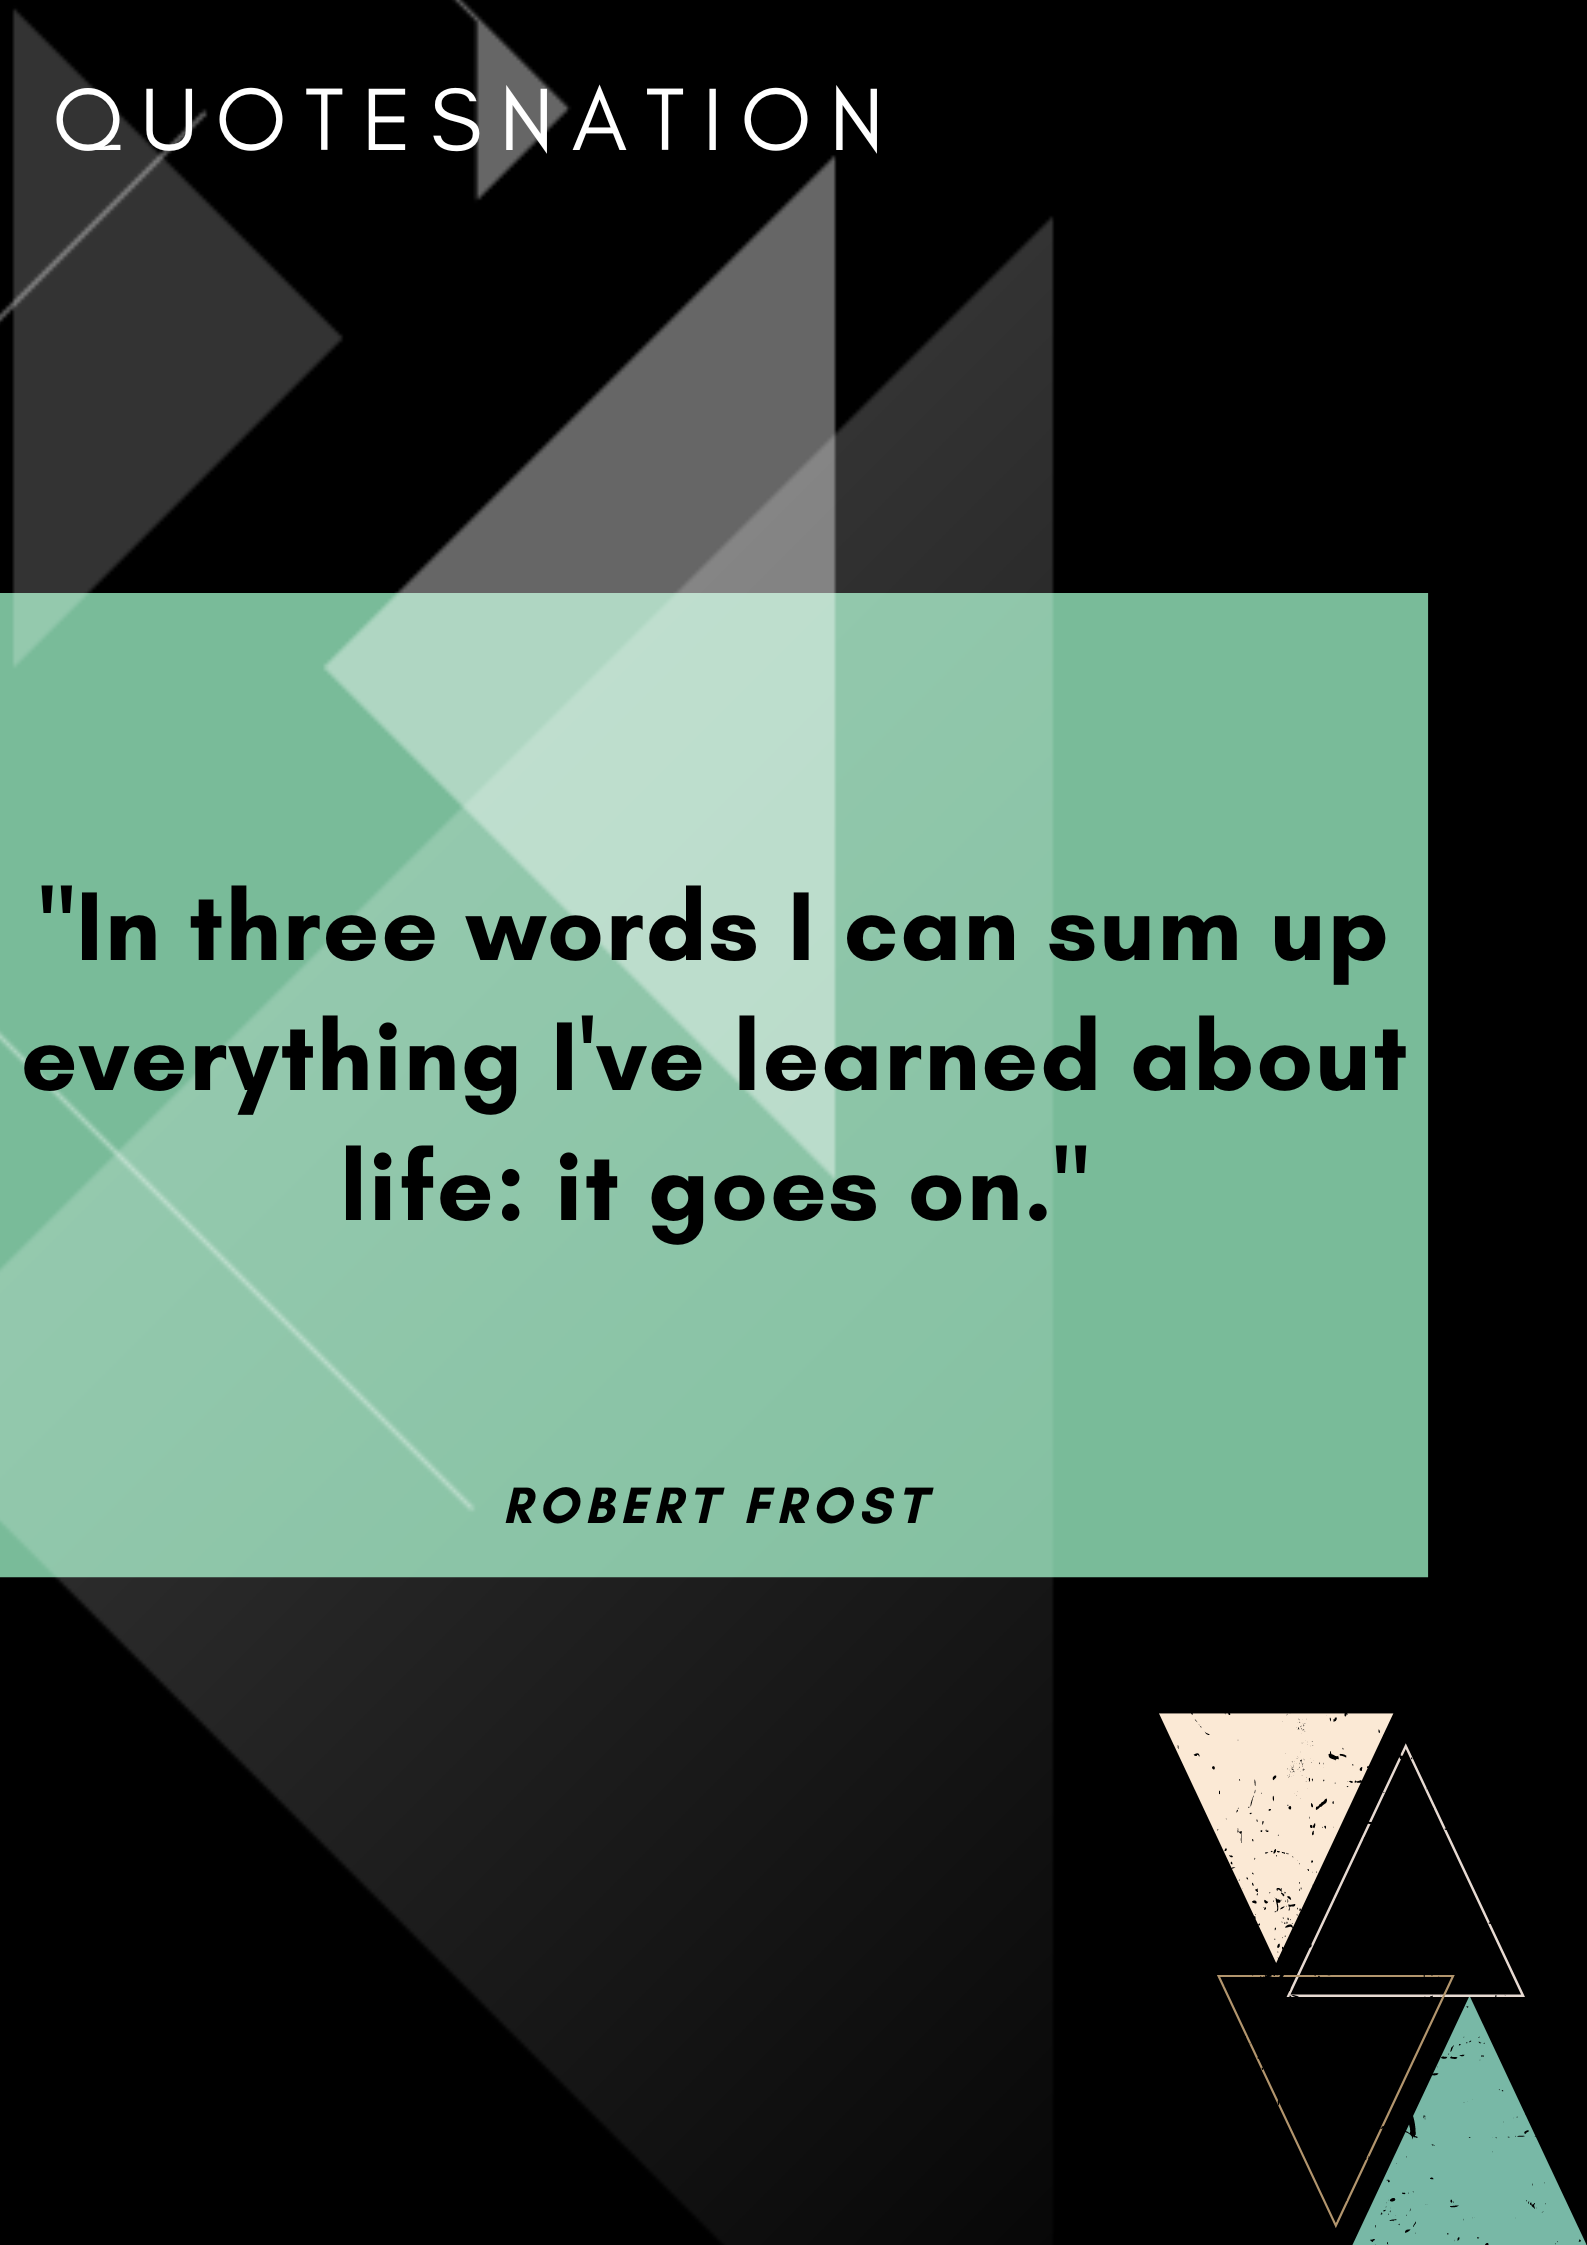 QUOTESNATION
"In three words I can sum up
everything I've learned about
life: it goes on."
ROBERT FROST